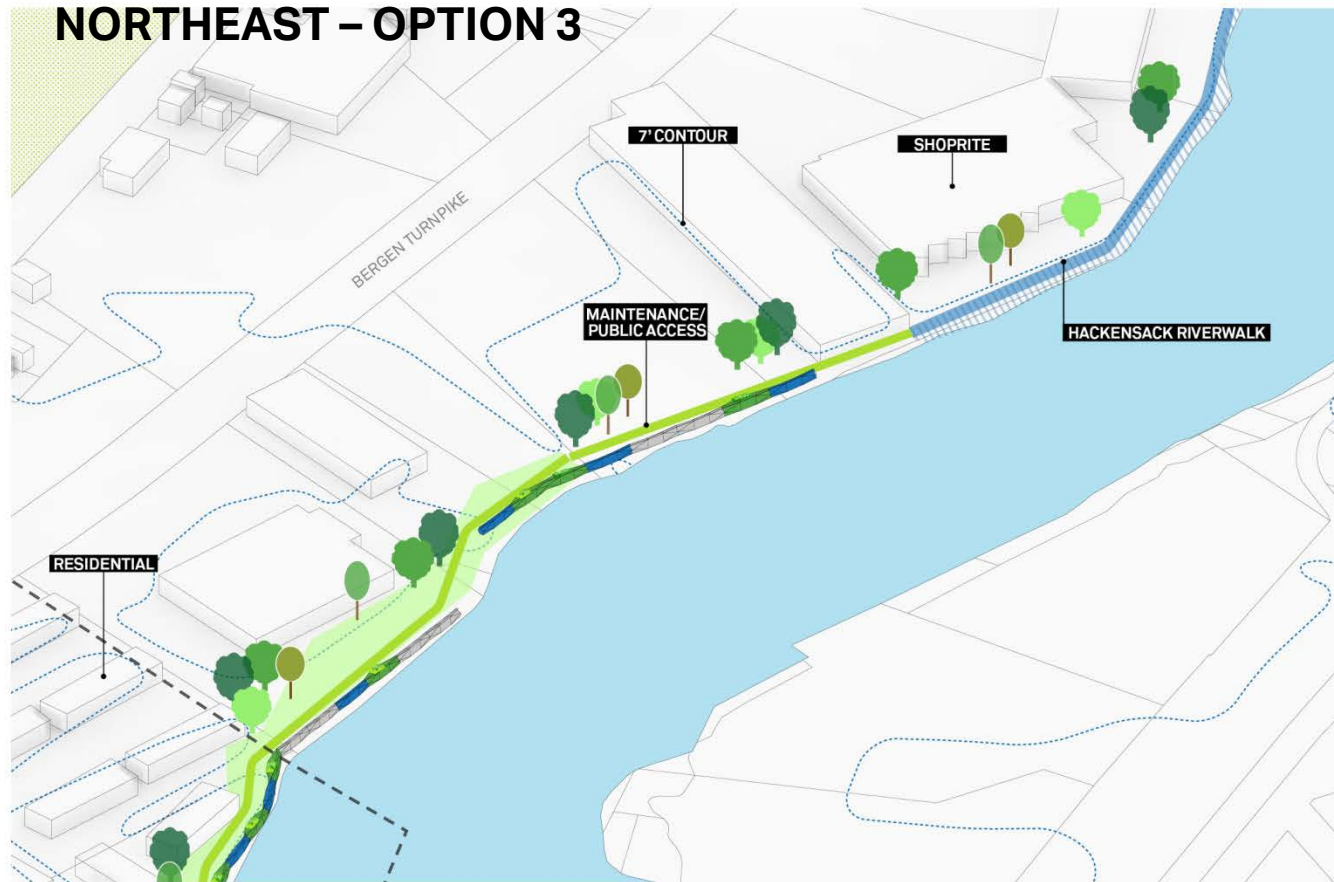 NORTHEAST – OPTION 3
7' CONTOUR
SHOPRITE
BERGEN TURNPIKE
MAINTENANCE/
PUBLIC ACCESS
HACKENSACK RIVERWALK
RESIDENTIAL